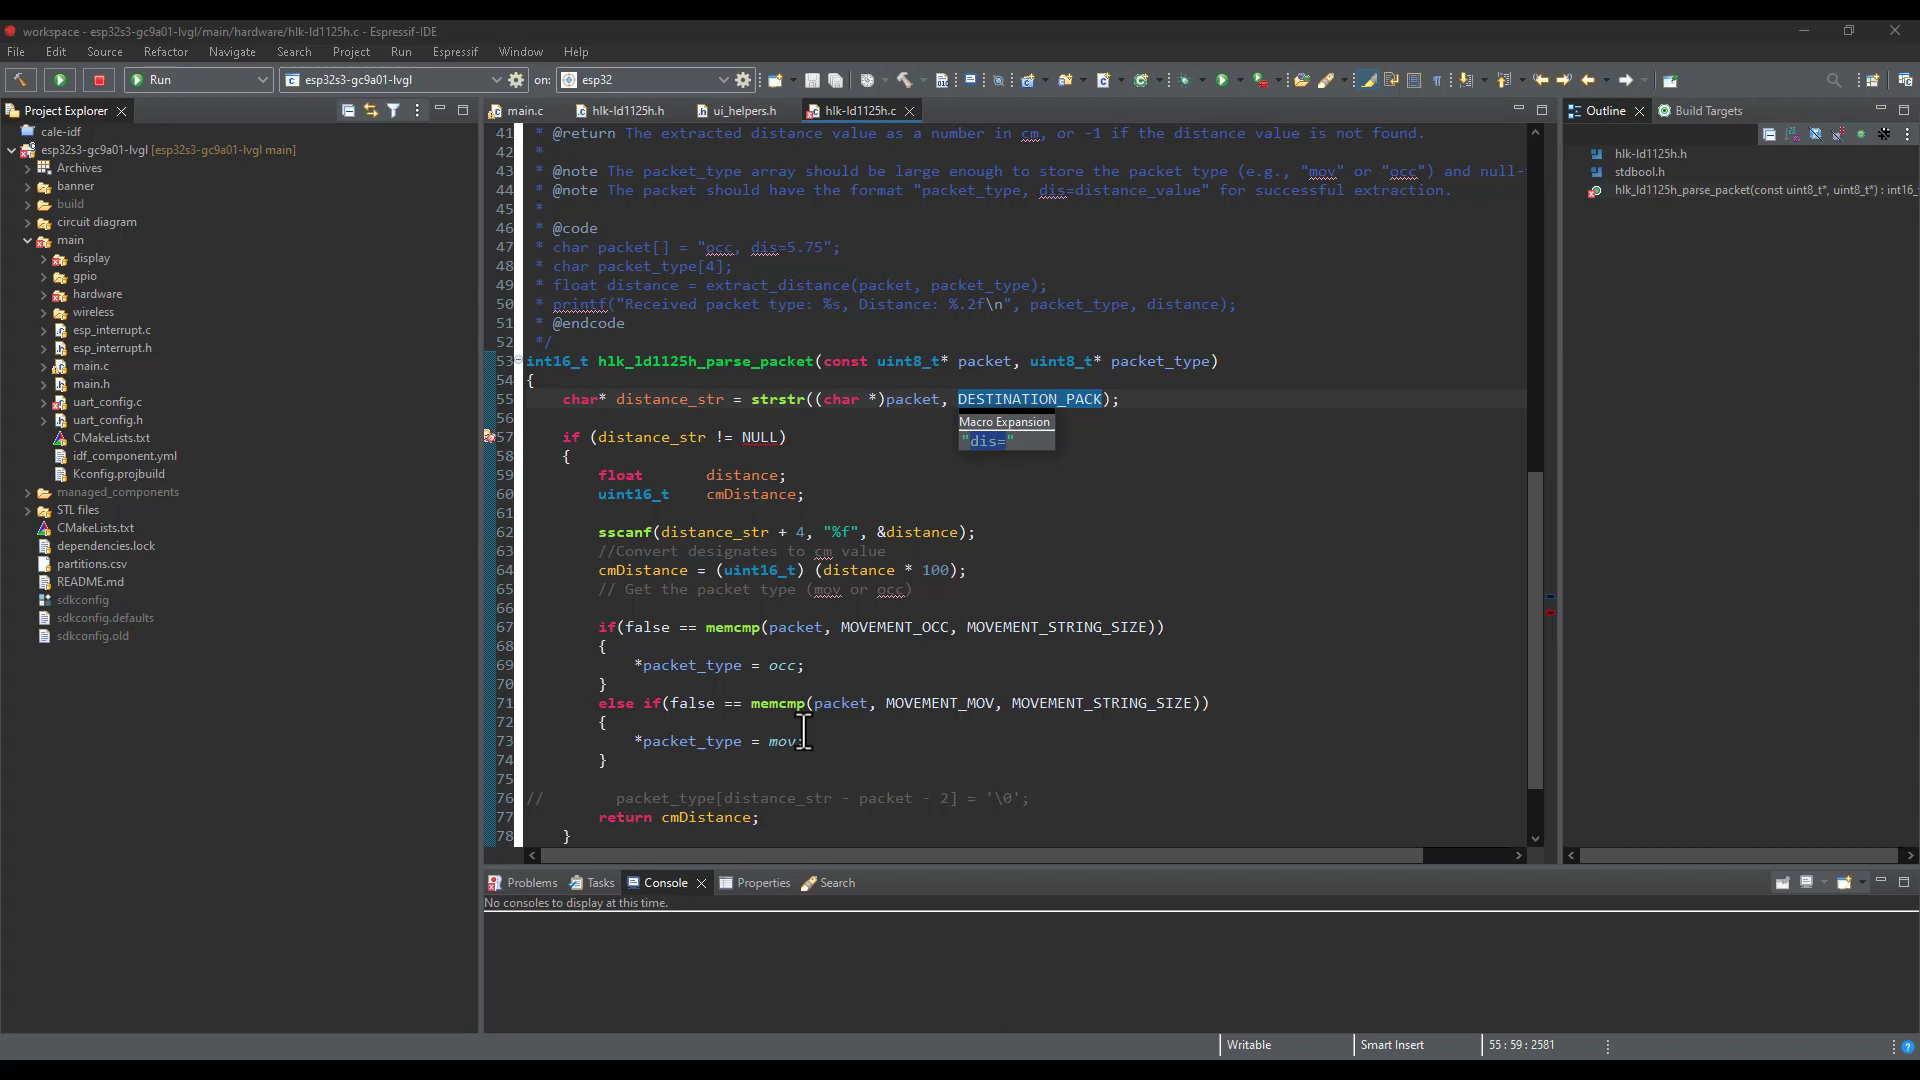 workspace - esp32s3-gc9a01-lvgl/main/hardware/hlk-ld1125h.c - Espressif-IDE
File Edit Source Refactor Navigate Search Project Run Espressif Window Help
Run esp32s3-gc9a01-lvgl on: esp32
Project Explorer
cale-idf
esp32s3-gc9a01-lvgl [esp32s3-gc9a01-lvgl main]
Archives
banner
build
circuit diagram
main
display
gpio
hardware
wireless
esp_interrupt.c
esp_interrupt.h
main.c
main.h
uart_config.c
uart_config.h
CMakeLists.txt
idf_component.yml
Kconfig.projbuild
managed_components
STL files
CMakeLists.txt
dependencies.lock
partitions.csv
README.md
sdkconfig
sdkconfig.defaults
sdkconfig.old
main.c hlk-ld1125h.h ui_helpers.h hlk-ld1125h.c
41 * @return The extracted distance value as a number in cm, or -1 if the distance value is not found.
42 *
43 * @note The packet_type array should be large enough to store the packet type (e.g., "mov" or "occ") and null-
44 * @note The packet should have the format "packet_type, dis=distance_value" for successful extraction.
45 *
46 * @code
47 * char packet[] = "occ, dis=5.75";
48 * char packet_type[4];
49 * float distance = extract_distance(packet, packet_type);
50 * printf("Received packet type: %s, Distance: %.2f\n", packet_type, distance);
51 * @endcode
52 */
53 int16_t hlk_ld1125h_parse_packet(const uint8_t* packet, uint8_t* packet_type)
54 {
55 char* distance_str = strstr((char *)packet, DESTINATION_PACK);
56
57 if (distance_str != NULL)
58 {
59 float distance;
60 uint16_t cmDistance;
61
62 sscanf(distance_str + 4, "%f", &distance);
63 //Convert designates to cm value
64 cmDistance = (uint16_t) (distance * 100);
65 // Get the packet type (mov or occ)
66
67 if(false == memcmp(packet, MOVEMENT_OCC, MOVEMENT_STRING_SIZE))
68 {
69 *packet_type = occ;
70 }
71 else if(false == memcmp(packet, MOVEMENT_MOV, MOVEMENT_STRING_SIZE))
72 {
73 *packet_type = mov;
74 }
75
76 // packet_type[distance_str - packet - 2] = '\0';
77 return cmDistance;
78 }
Macro Expansion
"dis="
Outline Build Targets
hlk-ld1125h.h
stdbool.h
hlk_ld1125h_parse_packet(const uint8_t*, uint8_t*) : int16_
Problems Tasks Console Properties Search
No consoles to display at this time.
Writable Smart Insert 55 : 59 : 2581